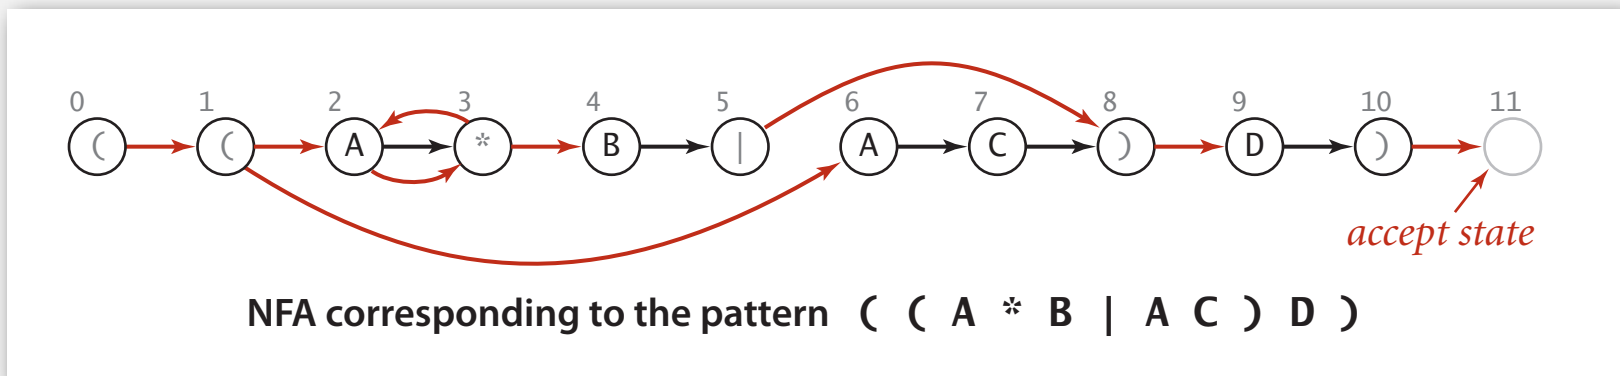 0 1 2 3 4 5 6 7 8 9 10 11
( ( A * B | A C ) D )
accept state
NFA corresponding to the pattern ( ( A * B | A C ) D )